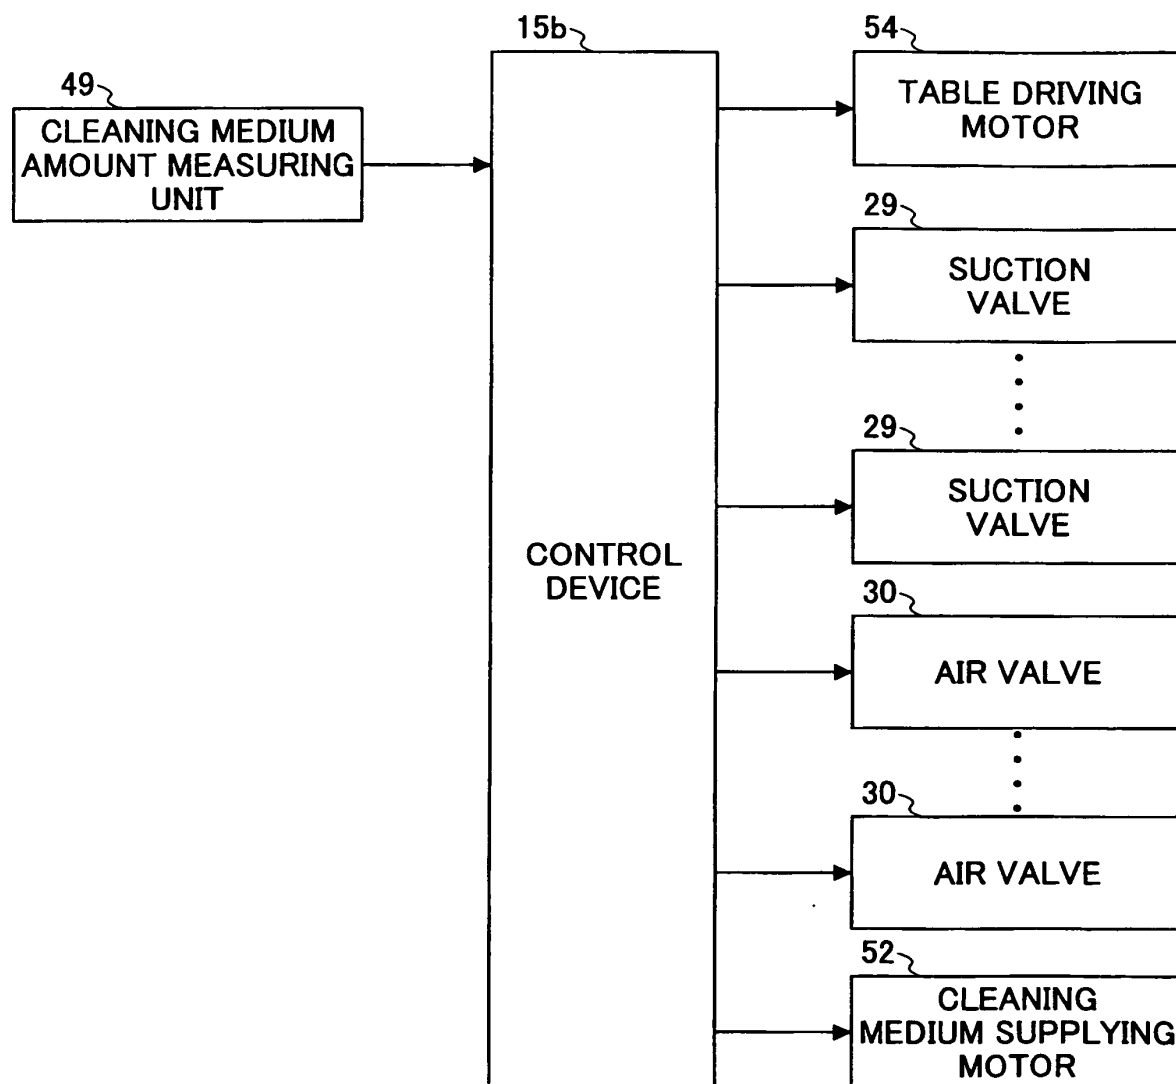 15b
54
49
TABLE DRIVING
MOTOR
CLEANING MEDIUM
AMOUNT MEASURING
UNIT
29
SUCTION
VALVE
29
SUCTION
VALVE
CONTROL
DEVICE
30
AIR VALVE
30
AIR VALVE
52
CLEANING
MEDIUM SUPPLYING
MOTOR